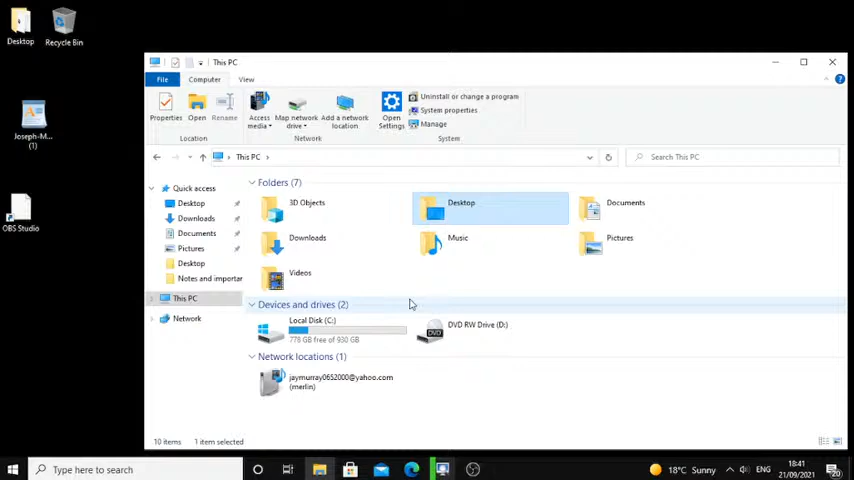 Desktop
Recycle Bin
Joseph-M...
(1)
OBS Studio
This PC
File
Computer
View
Properties
Open
Rename
Access
media
Map network
drive
Add a network
location
Open
Settings
Uninstall or change a program
System properties
Manage
Location
Network
System
This PC
Search This PC
Quick access
Desktop
Downloads
Documents
Pictures
Desktop
Notes and importar
This PC
Network
Folders (7)
3D Objects
Desktop
Documents
Downloads
Music
Pictures
Videos
Devices and drives (2)
Local Disk (C:)
778 GB free of 930 GB
DVD
DVD RW Drive (D:)
Network locations (1)
jaymurray0652000@yahoo.com
(merlin)
10 items
1 item selected
Type here to search
18°C Sunny
ENG
18:41
21/09/2021
20